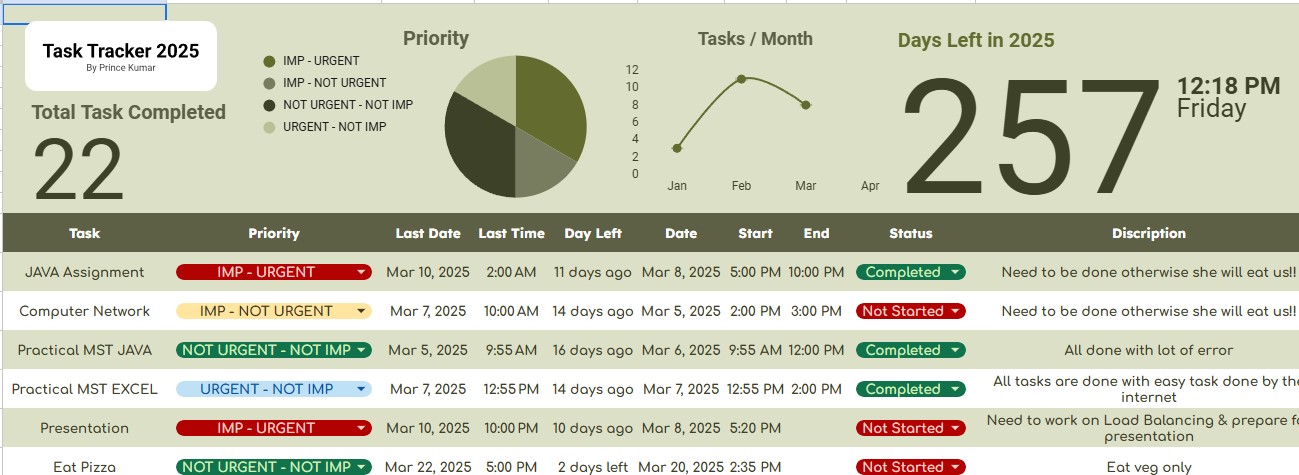 Task Tracker 2025
By Prince Kumar
Total Task Completed
22
Priority
IMP - URGENT
IMP - NOT URGENT
NOT URGENT - NOT IMP
URGENT - NOT IMP
Tasks / Month
12
10
8
6
4
2
0
Jan Feb Mar Apr
Days Left in 2025
257
12:18 PM
Friday
Task Priority Last Date Last Time Day Left Date Start End Status Discription
JAVA Assignment IMP - URGENT Mar 10, 2025 2:00 AM 11 days ago Mar 8, 2025 5:00 PM 10:00 PM Completed Need to be done otherwise she will eat us!!
Computer Network IMP - NOT URGENT Mar 7, 2025 10:00 AM 14 days ago Mar 5, 2025 2:00 PM 3:00 PM Not Started Need to be done otherwise she will eat us!!
Practical MST JAVA NOT URGENT - NOT IMP Mar 5, 2025 9:55 AM 16 days ago Mar 6, 2025 9:55 AM 12:00 PM Completed All done with lot of error
Practical MST EXCEL URGENT - NOT IMP Mar 7, 2025 12:55 PM 14 days ago Mar 7, 2025 12:55 PM 2:00 PM Completed All tasks are done with easy task done by the
internet
Presentation IMP - URGENT Mar 10, 2025 10:00 PM 10 days ago Mar 8, 2025 5:20 PM Not Started Need to work on Load Balancing & prepare
presentation
Eat Pizza NOT URGENT - NOT IMP Mar 22, 2025 5:00 PM 2 days left Mar 20, 2025 2:35 PM Not Started Eat veg only